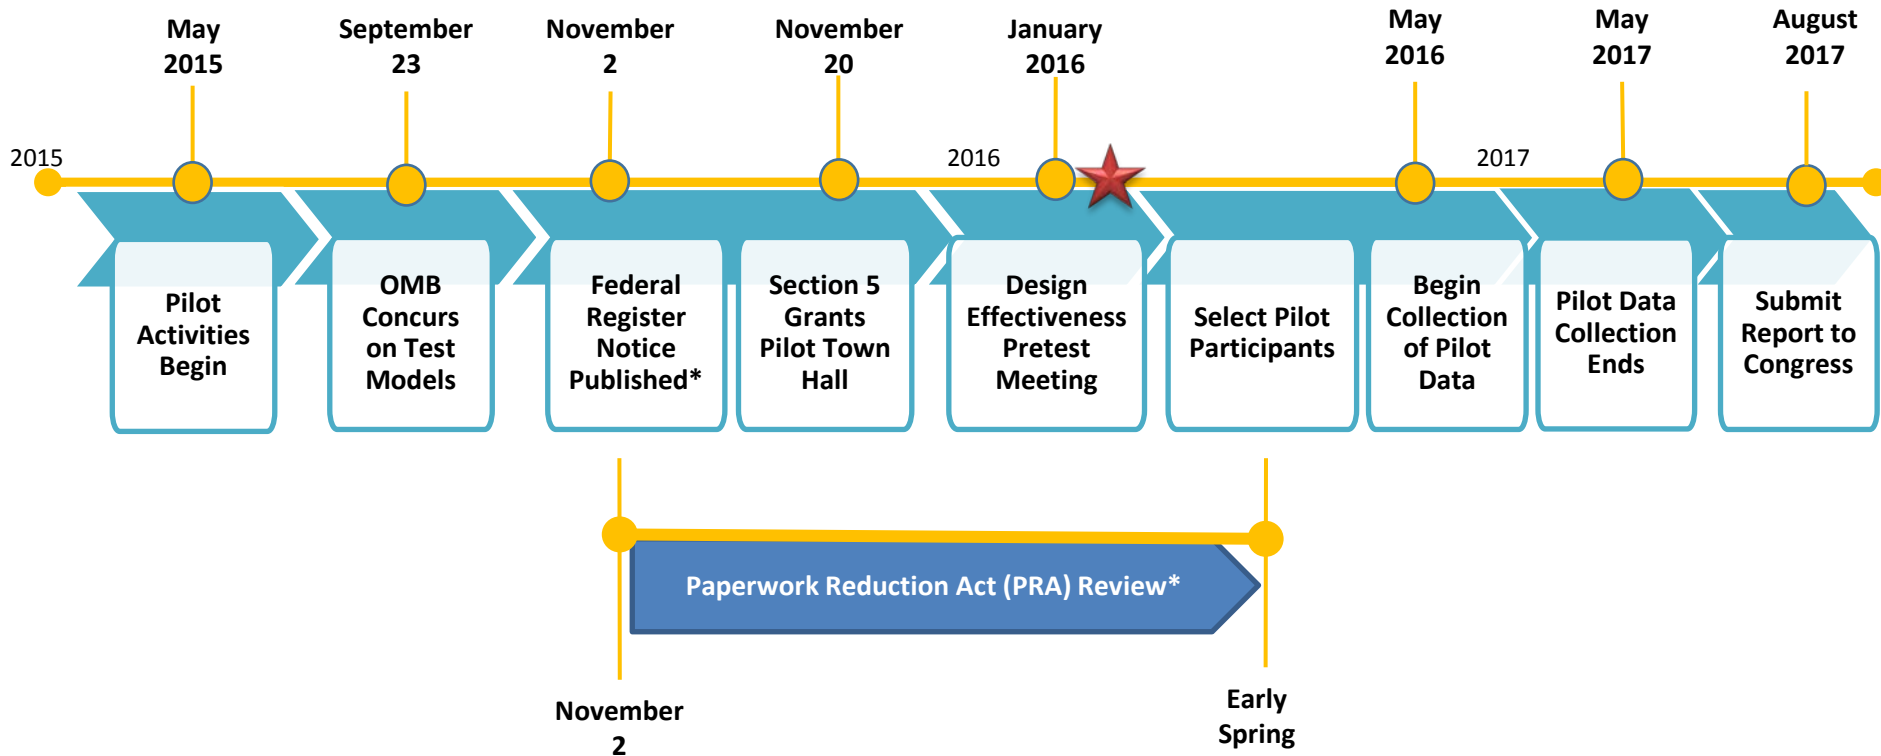 May
2015
September
23
November
2
November
20
January
2016
May
2016
May
2017
August
2017
2015
2016
2017
Pilot
Activities
Begin
OMB
Concurs
on Test
Models
Federal
Register
Notice
Published*
Section 5
Grants
Pilot Town
Hall
Design
Effectiveness
Pretest
Meeting
Select Pilot
Participants
Begin
Collection
of Pilot
Data
Pilot Data
Collection
Ends
Submit
Report to
Congress
Paperwork Reduction Act (PRA) Review*
November
2
Early
Spring